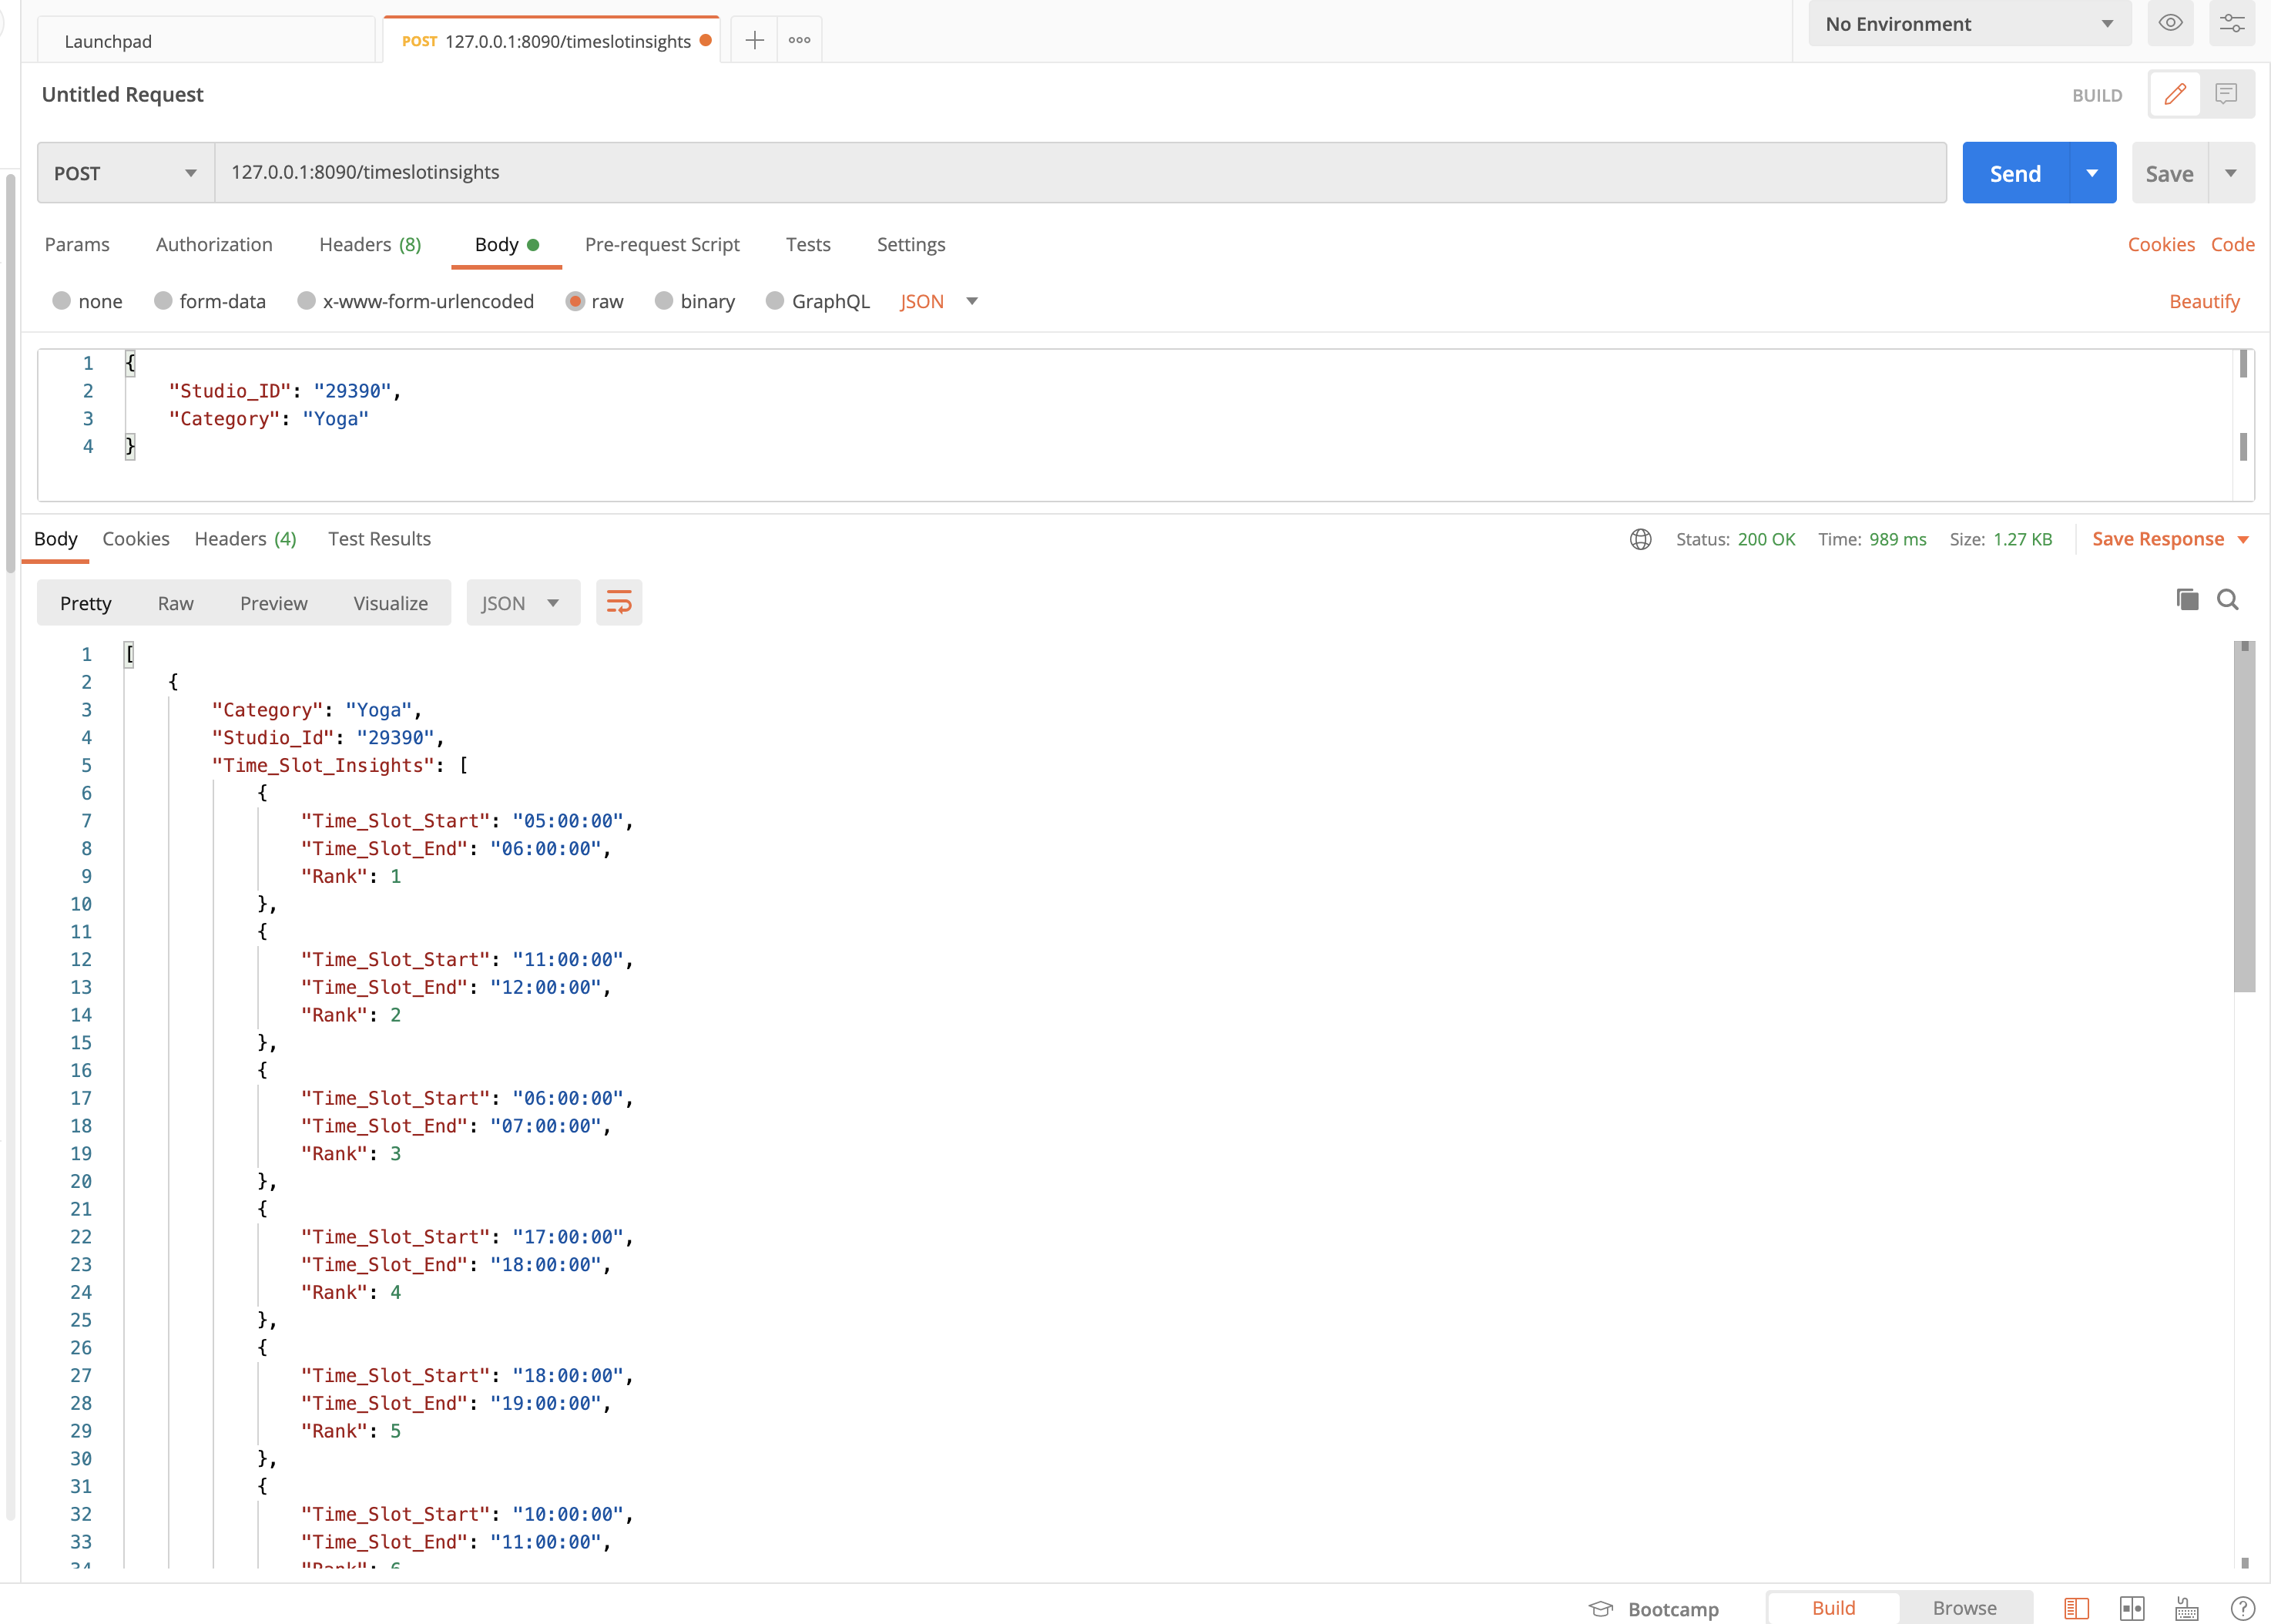 Launchpad
POST 127.0.0.1:8090/timeslotinsights
No Environment
Untitled Request
BUILD
POST
127.0.0.1:8090/timeslotinsights
Send
Save
Params Authorization Headers (8) Body Pre-request Script Tests Settings
Cookies Code
none form-data x-www-form-urlencoded raw binary GraphQL JSON
Beautify
1 {
2 "Studio_ID": "29390",
3 "Category": "Yoga"
4 }
Body Cookies Headers (4) Test Results
Status: 200 OK Time: 989 ms Size: 1.27 KB Save Response
Pretty Raw Preview Visualize JSON
1 [
2 {
3 "Category": "Yoga",
4 "Studio_Id": "29390",
5 "Time_Slot_Insights": [
6 {
7 "Time_Slot_Start": "05:00:00",
8 "Time_Slot_End": "06:00:00",
9 "Rank": 1
10 },
11 {
12 "Time_Slot_Start": "11:00:00",
13 "Time_Slot_End": "12:00:00",
14 "Rank": 2
15 },
16 {
17 "Time_Slot_Start": "06:00:00",
18 "Time_Slot_End": "07:00:00",
19 "Rank": 3
20 },
21 {
22 "Time_Slot_Start": "17:00:00",
23 "Time_Slot_End": "18:00:00",
24 "Rank": 4
25 },
26 {
27 "Time_Slot_Start": "18:00:00",
28 "Time_Slot_End": "19:00:00",
29 "Rank": 5
30 },
31 {
32 "Time_Slot_Start": "10:00:00",
33 "Time_Slot_End": "11:00:00",
34 "Rank": 6
Bootcamp Build Browse